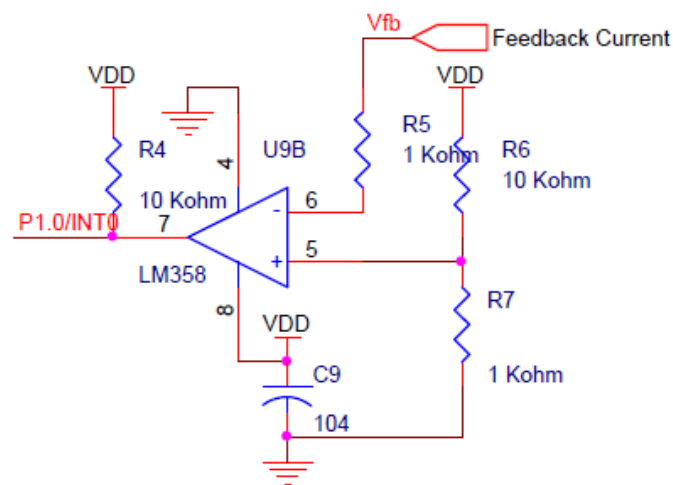 Vfb
Feedback Current
VDD
VDD
R4
10 Kohm
4
U9B
R5
1 Kohm
R6
10 Kohm
P1.0/INT0
7
6
-
5
+
LM358
8
VDD
R7
1 Kohm
C9
104